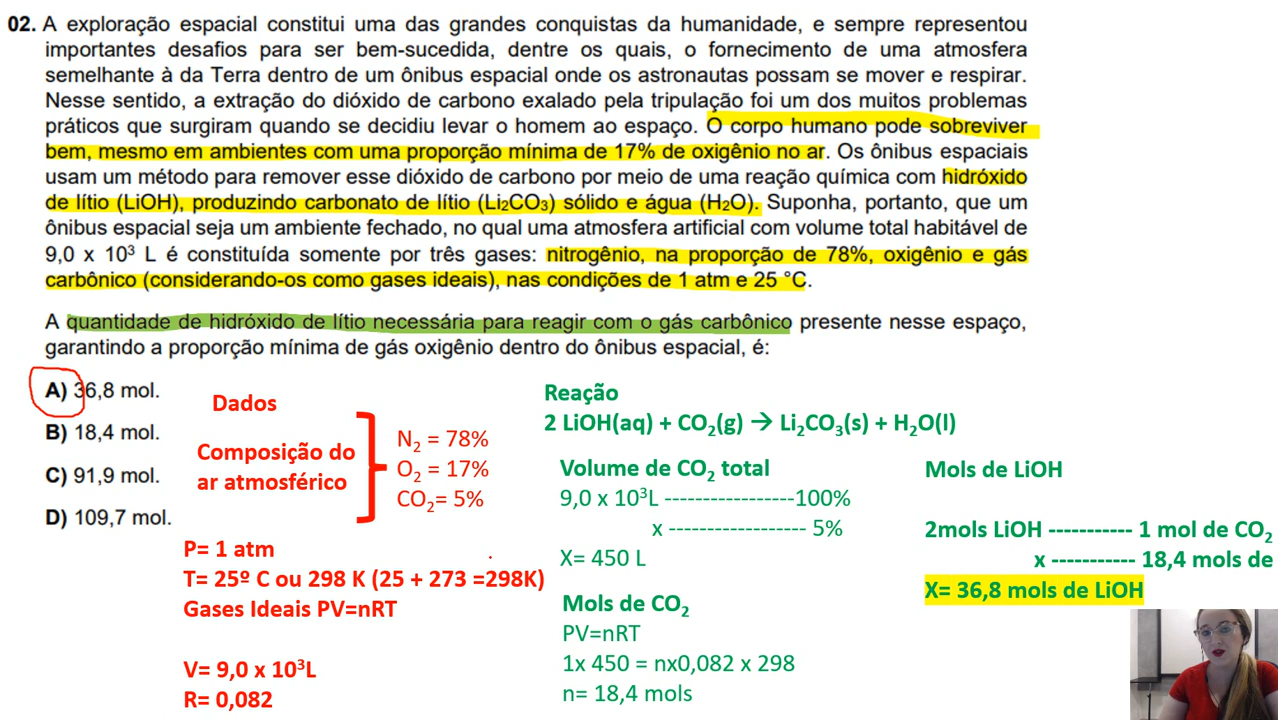 02. A exploração espacial constitui uma das grandes conquistas da humanidade, e sempre representou
importantes desafios para ser bem-sucedida, dentre os quais, o fornecimento de uma atmosfera
semelhante à da Terra dentro de um ônibus espacial onde os astronautas possam se mover e respirar.
Nesse sentido, a extração do dióxido de carbono exalado pela tripulação foi um dos muitos problemas
práticos que surgiram quando se decidiu levar o homem ao espaço. O corpo humano pode sobreviver
bem, mesmo em ambientes com uma proporção mínima de 17% de oxigênio no ar. Os ônibus espaciais
usam um método para remover esse dióxido de carbono por meio de uma reação química com hidróxido
de lítio (LiOH), produzindo carbonato de lítio (Li₂CO₃) sólido e água (H₂O). Suponha, portanto, que um
ônibus espacial seja um ambiente fechado, no qual uma atmosfera artificial com volume total habitável de
9,0 x 10³ L é constituída somente por três gases: nitrogênio, na proporção de 78%, oxigênio e gás
carbônico (considerando-os como gases ideais), nas condições de 1 atm e 25 °C.
A quantidade de hidróxido de lítio necessária para reagir com o gás carbônico presente nesse espaço,
garantindo a proporção mínima de gás oxigênio dentro do ônibus espacial, é:
A) 36,8 mol.
B) 18,4 mol.
C) 91,9 mol.
D) 109,7 mol.
Dados
Composição do
ar atmosférico
N₂ = 78%
O₂ = 17%
CO₂= 5%
P= 1 atm
T= 25º C ou 298 K (25 + 273 =298K)
Gases Ideais PV=nRT
V= 9,0 x 10³L
R= 0,082
Reação
2 LiOH(aq) + CO₂(g) → Li₂CO₃(s) + H₂O(l)
Volume de CO₂ total
9,0 x 10³L -----------------100%
x ------------------ 5%
X= 450 L
Mols de CO₂
PV=nRT
1x 450 = nx0,082 x 298
n= 18,4 mols
Mols de LiOH
2mols LiOH ----------- 1 mol de CO₂
x ----------- 18,4 mols de
X= 36,8 mols de LiOH